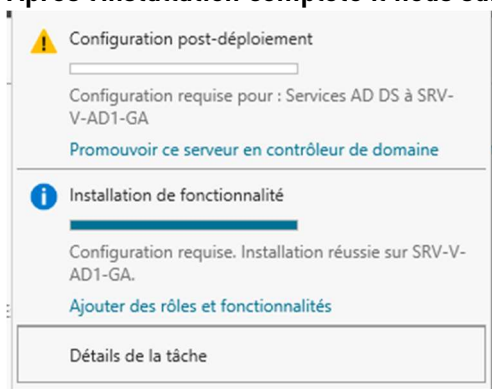 Configuration post-déploiement
Configuration requise pour : Services AD DS à SRV-
V-AD1-GA
Promouvoir ce serveur en contrôleur de domaine
Installation de fonctionnalité
Configuration requise. Installation réussie sur SRV-V-
AD1-GA.
Ajouter des rôles et fonctionnalités
Détails de la tâche